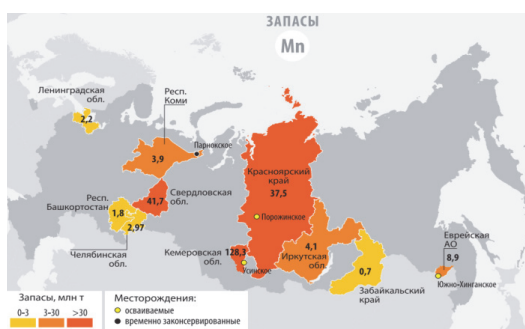 ЗАПАСЫ
Mn
Ленинградская
обл.
2,2
Респ.
Коми
Парнокское
3,9
Красноярский
край
37,5
Порожинское
Респ.
Башкортостан
1,8
41,7
Свердловская
обл.
2,97
Челябинская
обл.
Кемеровская
обл.
128,3
Усинское
4,1
Иркутская
обл.
0,7
Забайкальский
край
Еврейская
АО
8,9
Южно-Хинганское
Запасы, млн т
0-3 3-30 >30
Месторождения:
осваиваемые
временно законсервированные